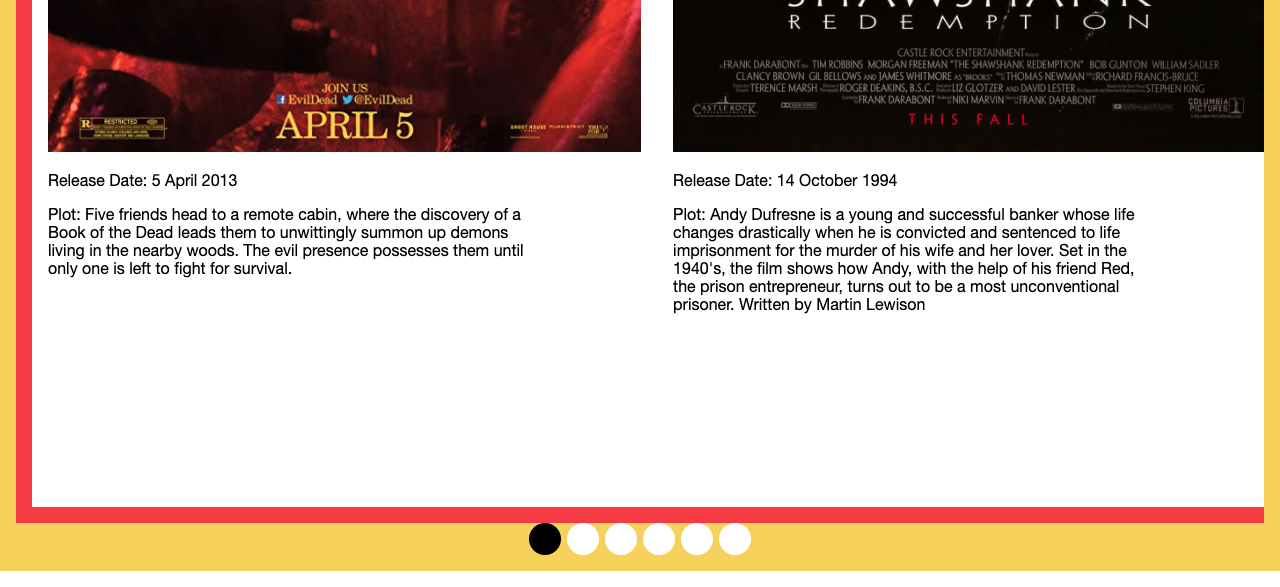 JOIN US
EvilDead @EvilDead
APRIL 5
R RESTRICTED
GHOST HOUSE FILMDISTRICT
Release Date: 5 April 2013
Plot: Five friends head to a remote cabin, where the discovery of a
Book of the Dead leads them to unwittingly summon up demons
living in the nearby woods. The evil presence possesses them until
only one is left to fight for survival.
SHAWSHANK
REDEMPTION
CASTLE ROCK ENTERTAINMENT
FRANK DARABONT TIM ROBBINS MORGAN FREEMAN "THE SHAWSHANK REDEMPTION" BOB GUNTON WILLIAM SADLER
CLANCY BROWN GIL BELLOWS AND JAMES WHITMORE AS "BROOKS" THOMAS NEWMAN RICHARD FRANCIS-BRUCE
TERENCE MARSH ROGER DEAKINS, B.S.C. LIZ GLOTZER AND DAVID LESTER STEPHEN KING
FRANK DARABONT NIKI MARVIN FRANK DARABONT
CASTLE ROCK
COLUMBIA
PICTURES
THIS FALL
Release Date: 14 October 1994
Plot: Andy Dufresne is a young and successful banker whose life
changes drastically when he is convicted and sentenced to life
imprisonment for the murder of his wife and her lover. Set in the
1940's, the film shows how Andy, with the help of his friend Red,
the prison entrepreneur, turns out to be a most unconventional
prisoner. Written by Martin Lewison